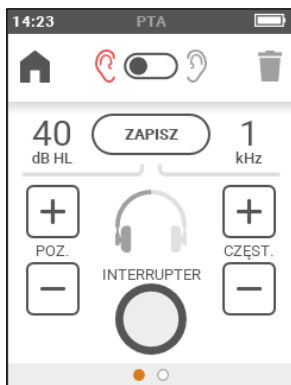 14:23 PTA
40 ZAPISZ 1
dB HL kHz
POZ. CZĘST.
INTERRUPTER